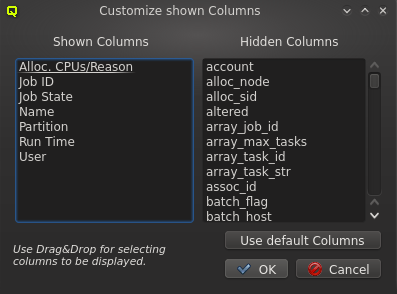 Customize shown Columns
Shown Columns
Hidden Columns
Alloc. CPUs/Reason
Job ID
Job State
Name
Partition
Run Time
User
account
alloc_node
alloc_sid
altered
array_job_id
array_max_tasks
array_task_id
array_task_str
assoc_id
batch_flag
batch_host
Use Drag&Drop for selecting
columns to be displayed.
Use default Columns
OK
Cancel